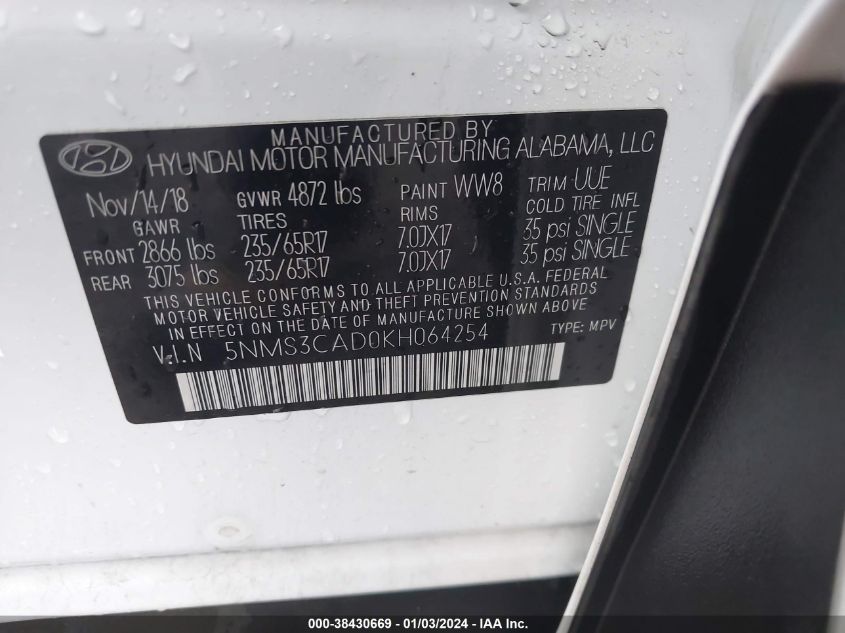 MANUFACTURED BY
HYUNDAI MOTOR MANUFACTURING ALABAMA, LLC
Nov/14/18 GVWR 4872 lbs PAINT WW8 TRIM UUE
GAWR TIRES RIMS COLD TIRE INFL
FRONT 2866 lbs 235/65R17 7.0JX17 35 psi SINGLE
REAR 3075 lbs 235/65R17 7.0JX17 35 psi SINGLE
THIS VEHICLE CONFORMS TO ALL APPLICABLE U.S.A. FEDERAL
MOTOR VEHICLE SAFETY AND THEFT PREVENTION STANDARDS
IN EFFECT ON THE DATE OF MANUFACTURE SHOWN ABOVE
V.I.N 5NMS3CAD0KH064254 TYPE: MPV
000-38430669 - 01/03/2024 - IAA Inc.